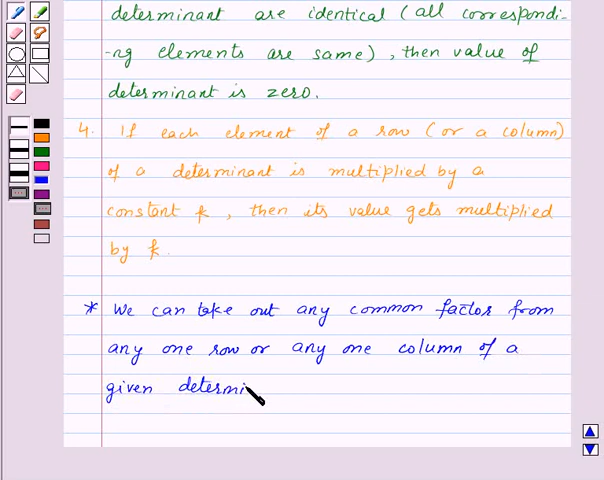 determinant are identical (all correspondi-
-ng elements are same), then value of
determinant is zero.
4. If each element of a row (or a column)
of a determinant is multiplied by a
constant k, then its value gets multiplied
by k.
* We can take out any common factor from
any one row or any one column of a
given determi